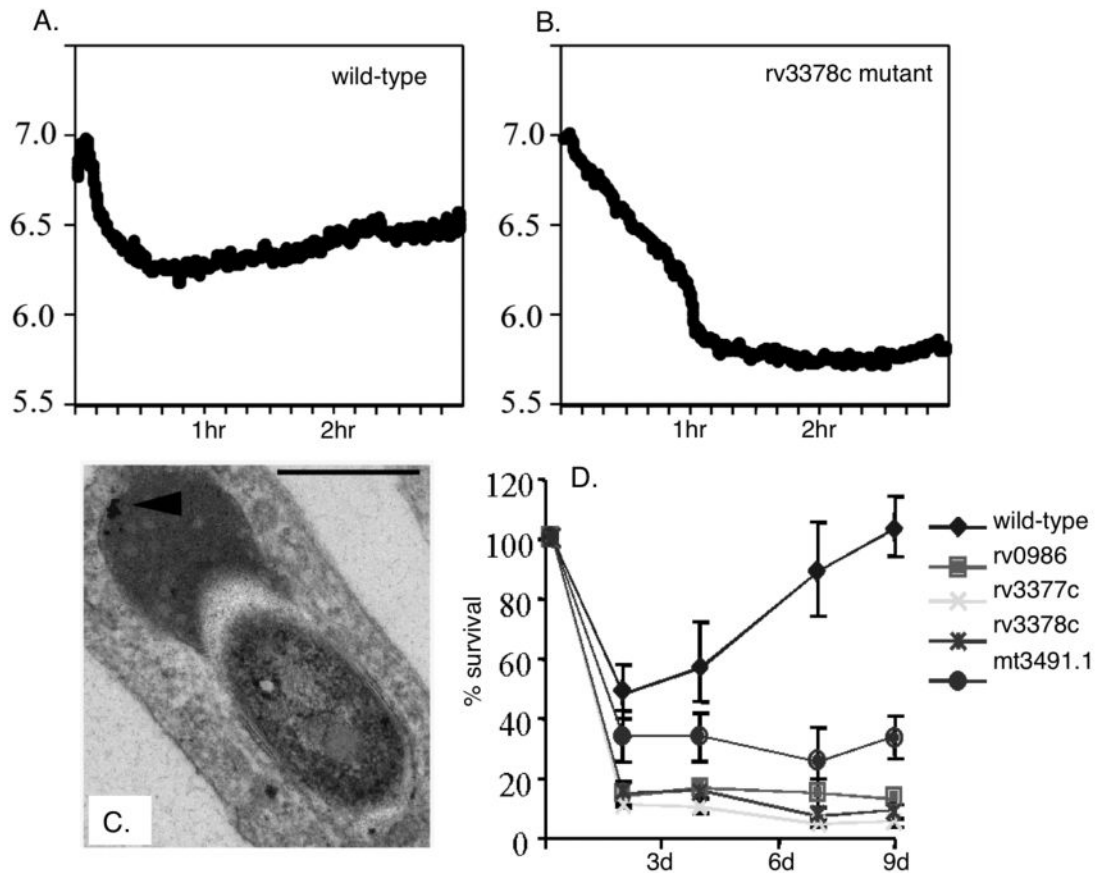 A.
wild-type
7.0
6.5
6.0
5.5
1hr
2hr
B.
rv3378c mutant
7.0
6.5
6.0
5.5
1hr
2hr
C.
D.
% survival
120
100
80
60
40
20
0
3d
6d
9d
wild-type
rv0986
rv3377c
rv3378c
mt3491.1